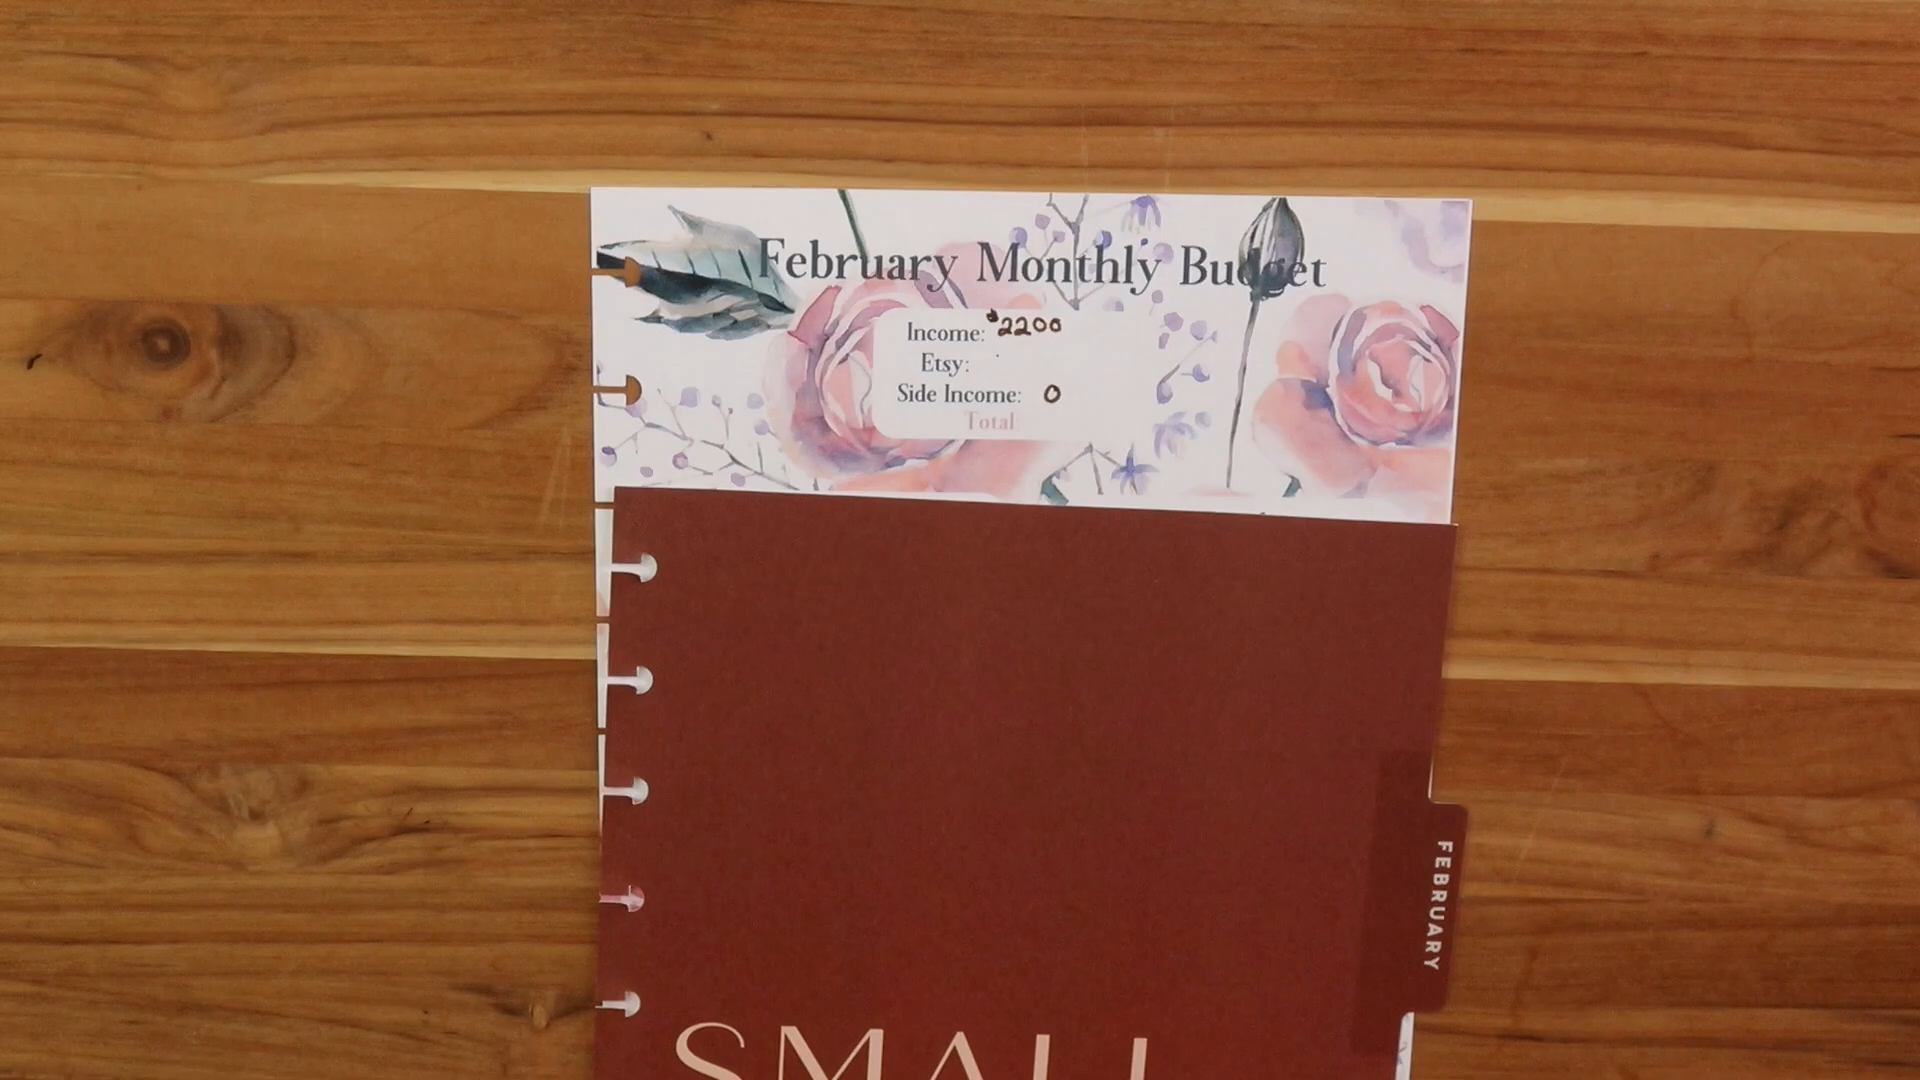 February Monthly Budget
Income: $2200
Etsy:
Side Income: 0
Total:
FEBRUARY
SMALL